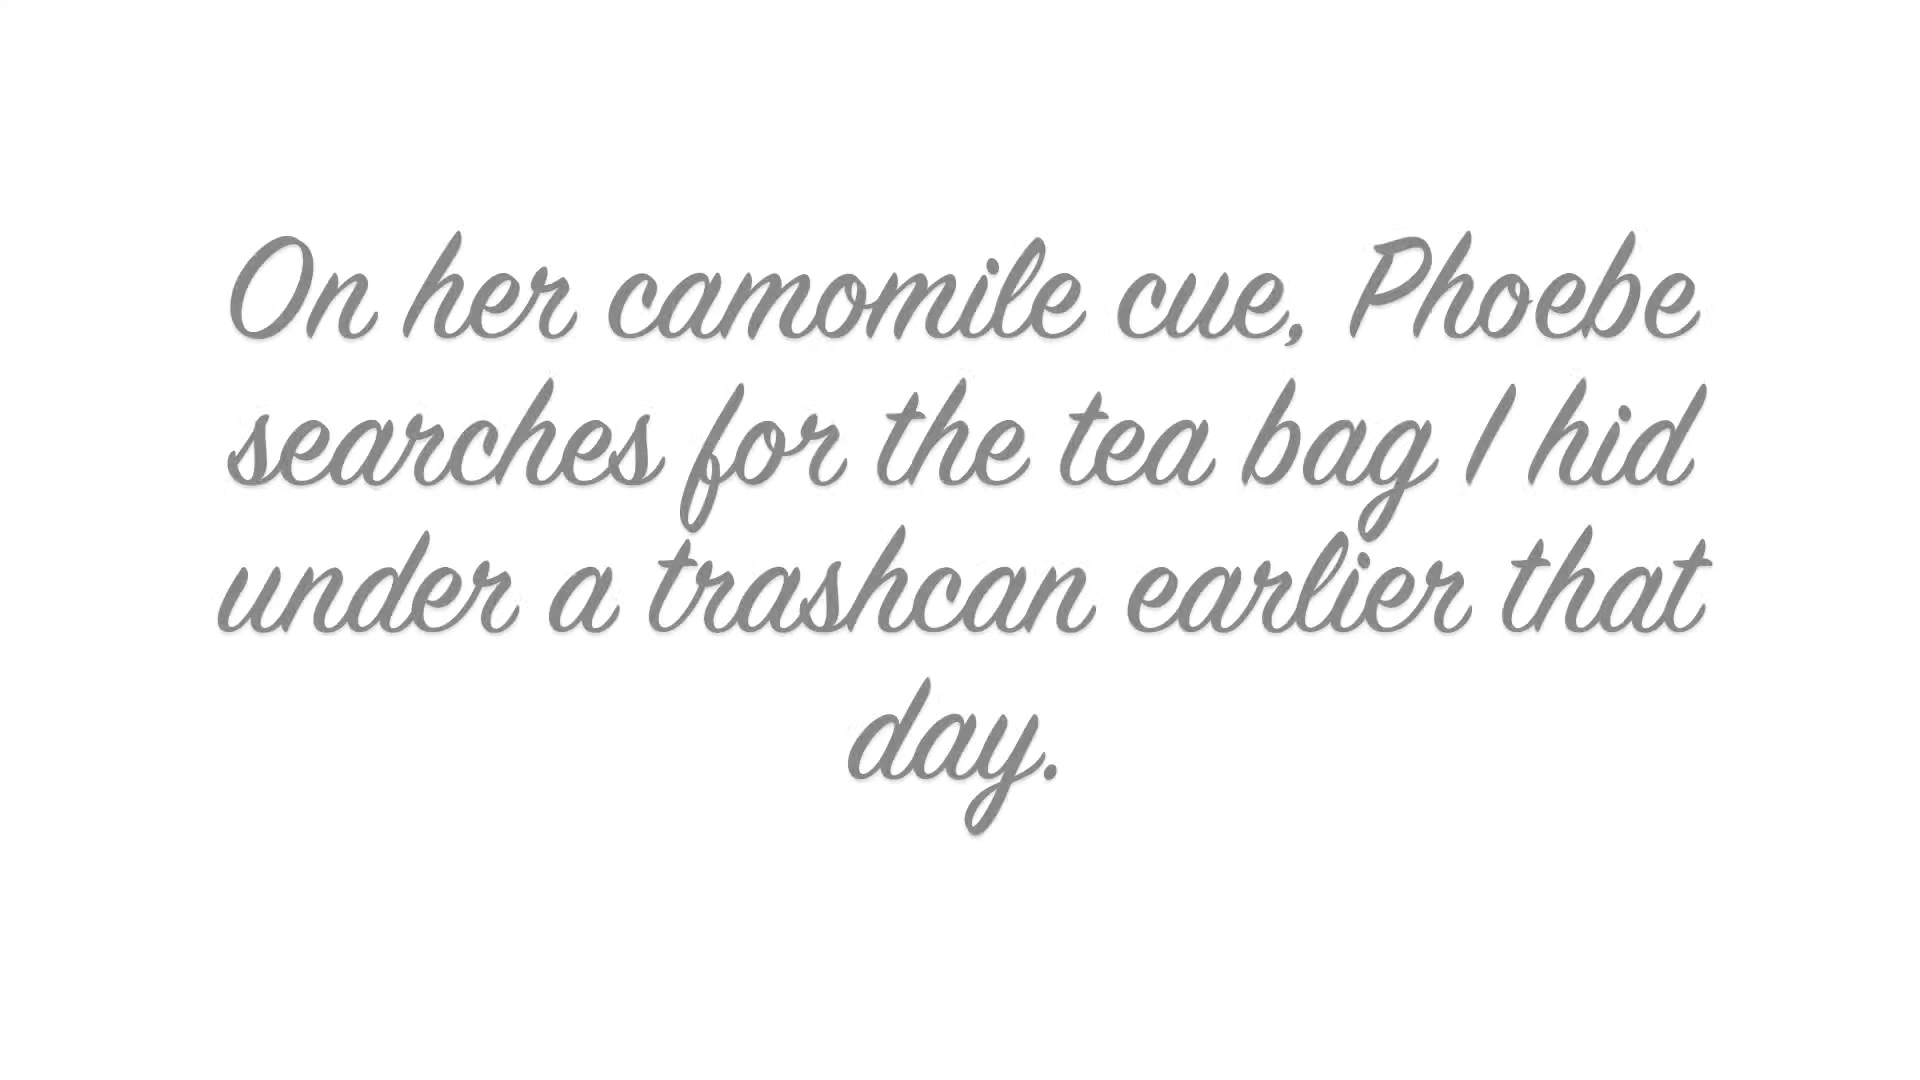 On her camomile cue, Phoebe
searches for the tea bag I hid
under a trashcan earlier that
day.